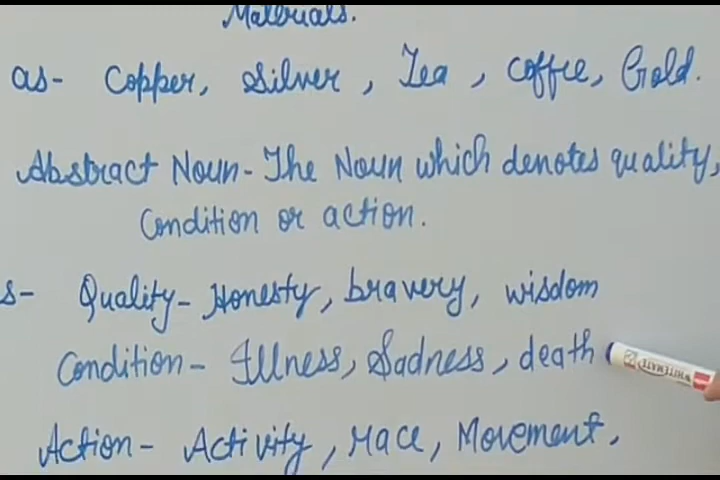 Materials.
as- Copper, Silver, Tea, Coffee, Gold.
Abstract Noun- The Noun which denotes quality,
Condition or action.
s- Quality- Honesty, bravery, wisdom
Condition- Illness, Sadness, death
WHITEMATE
Action- Activity, race, Movement,